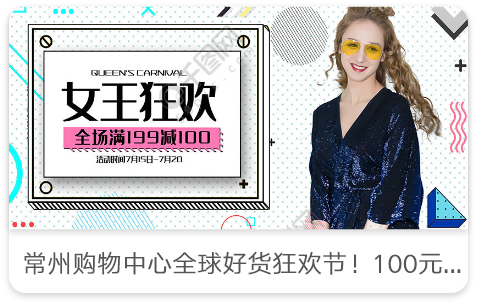 QUEEN'S CARNIVAL
女王狂欢
全场满199减100
活动时间7月15日-7月20
常州购物中心全球好货狂欢节！100元...